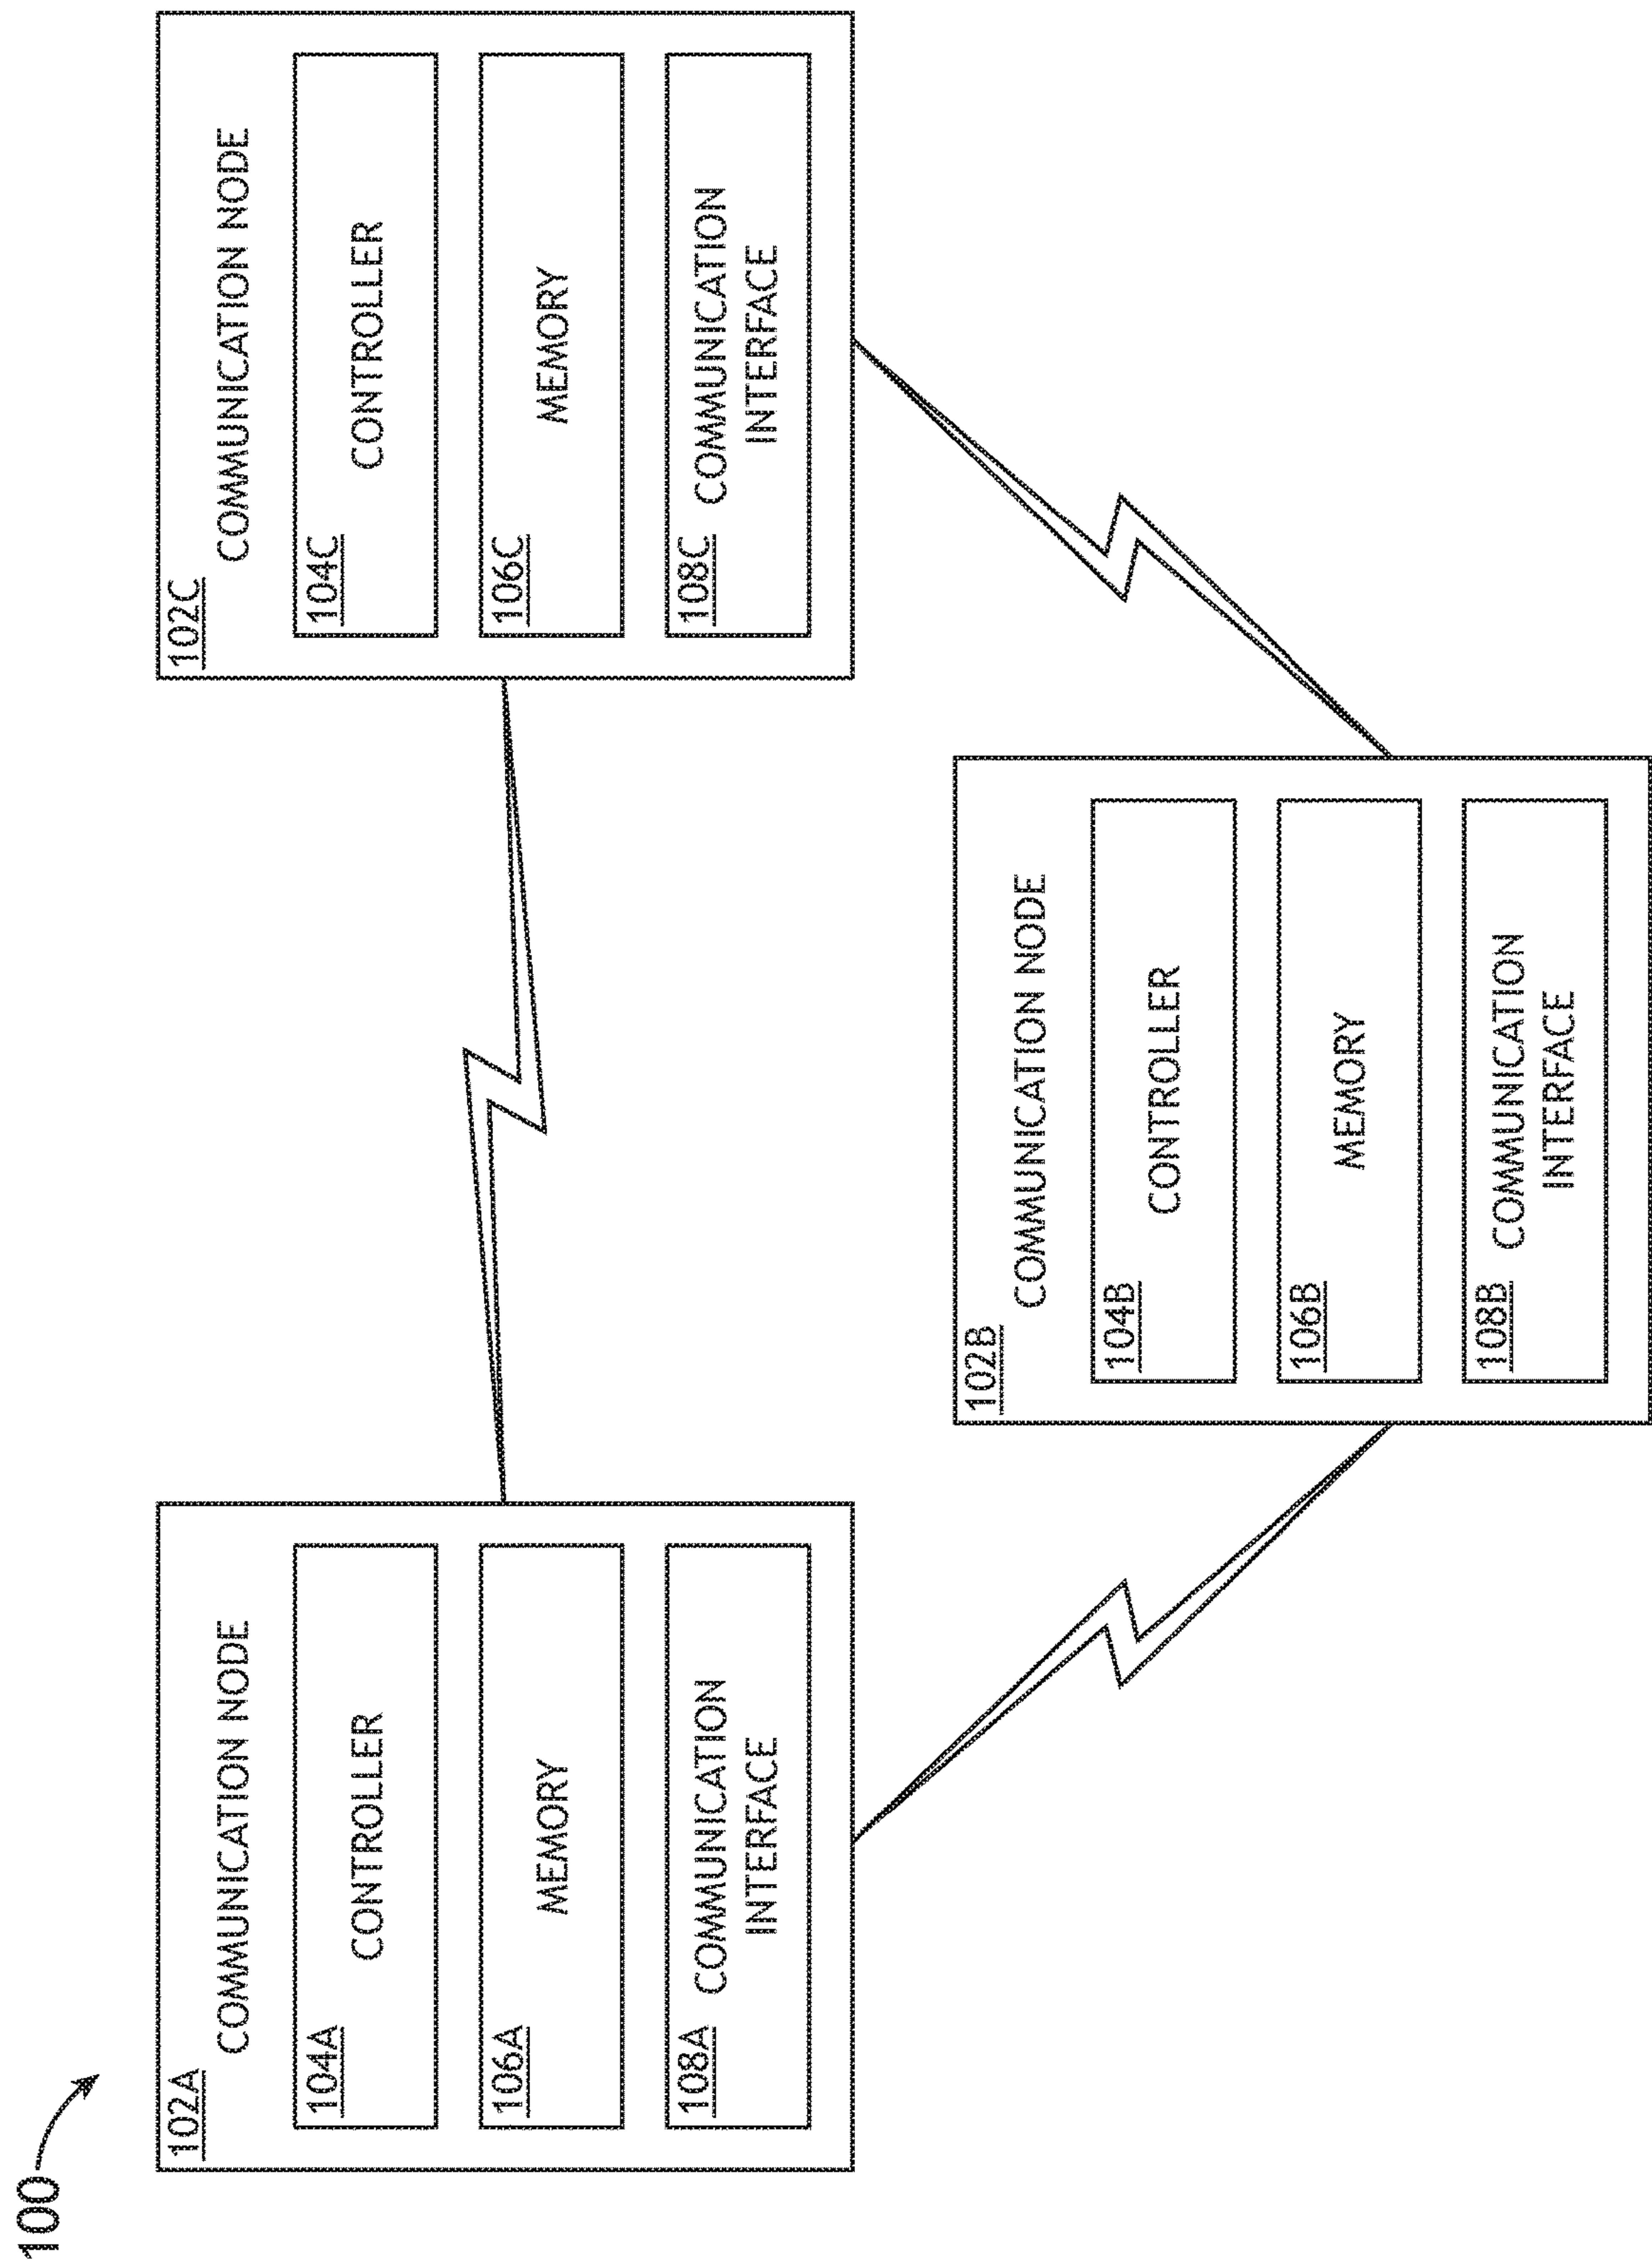 100
102A
COMMUNICATION NODE
104A
CONTROLLER
106A
MEMORY
108A COMMUNICATION
INTERFACE
102C
COMMUNICATION NODE
104C
CONTROLLER
106C
MEMORY
108C COMMUNICATION
INTERFACE
102B
COMMUNICATION NODE
104B
CONTROLLER
106B
MEMORY
108B COMMUNICATION
INTERFACE